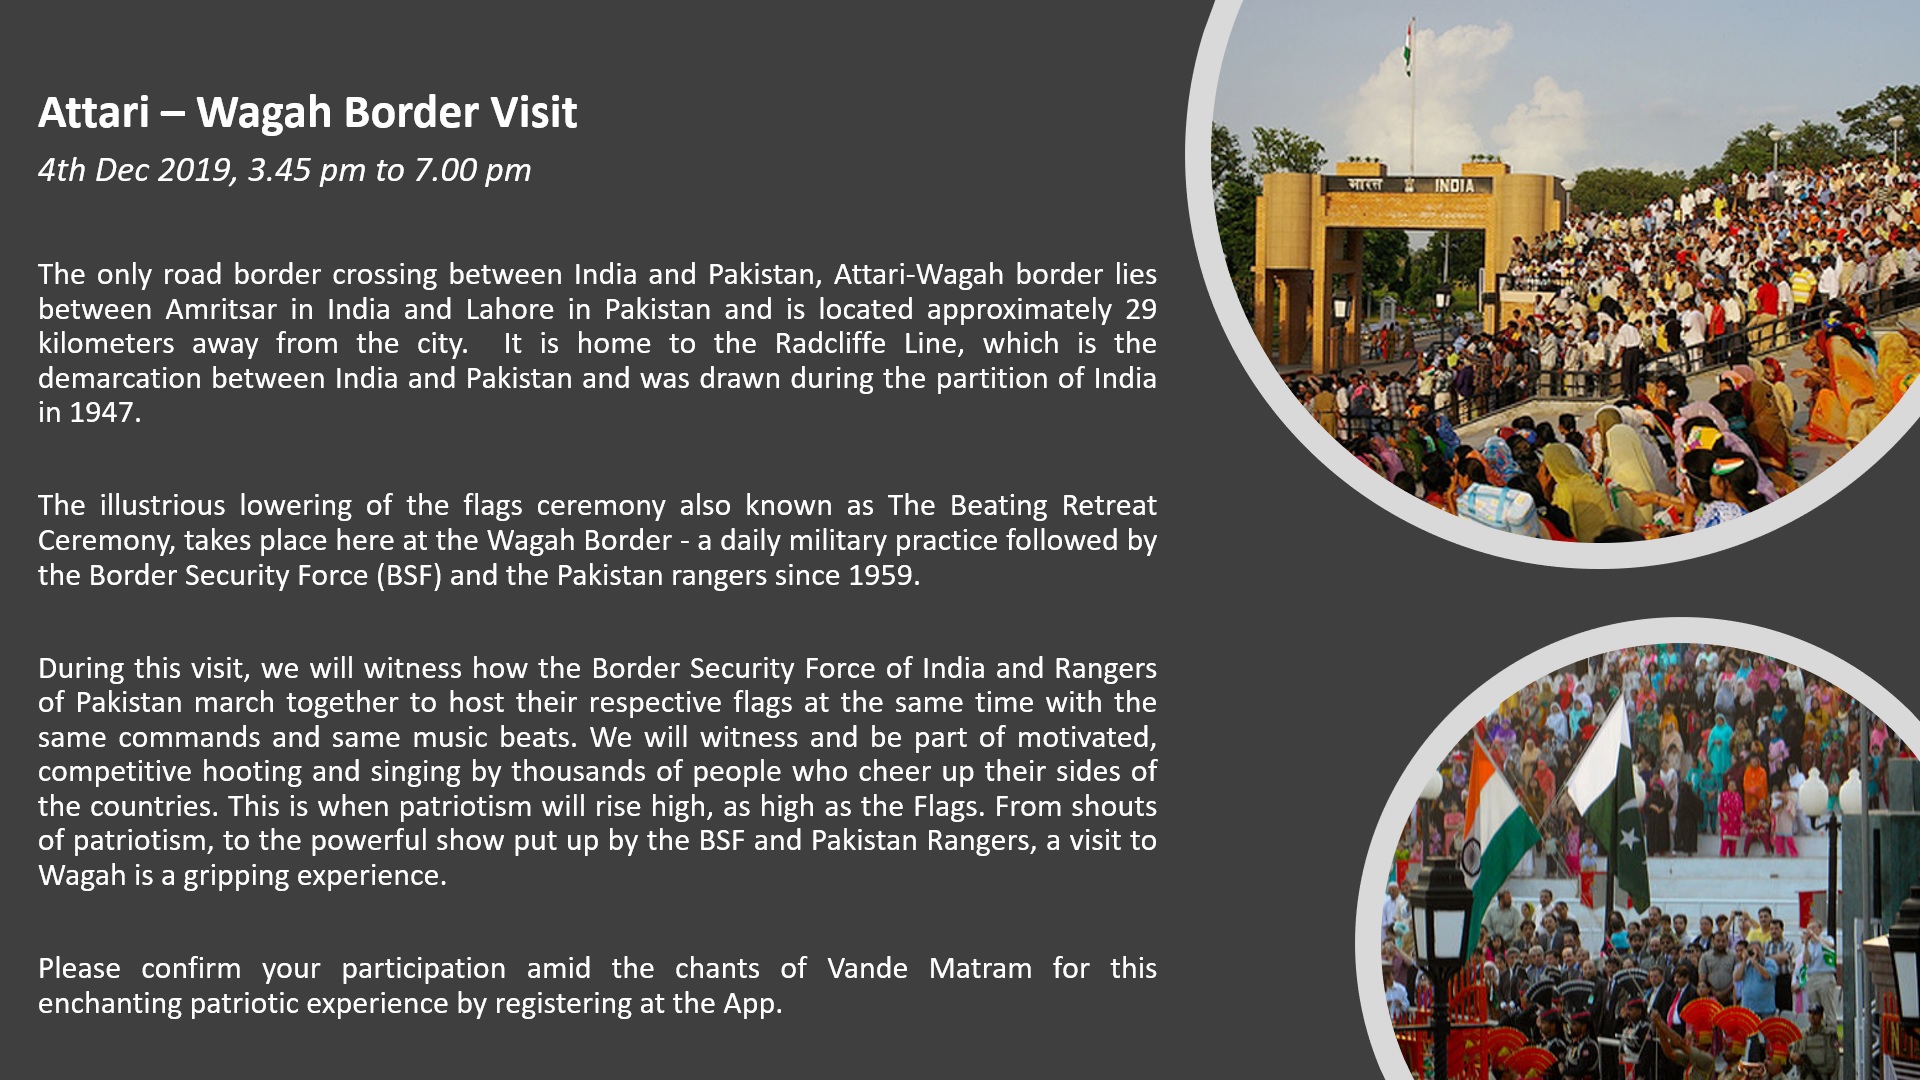 Attari – Wagah Border Visit
4th Dec 2019, 3.45 pm to 7.00 pm
The only road border crossing between India and Pakistan, Attari-Wagah border lies
between Amritsar in India and Lahore in Pakistan and is located approximately 29
kilometers away from the city.  It is home to the Radcliffe Line, which is the
demarcation between India and Pakistan and was drawn during the partition of India
in 1947.
The illustrious lowering of the flags ceremony also known as The Beating Retreat
Ceremony, takes place here at the Wagah Border - a daily military practice followed by
the Border Security Force (BSF) and the Pakistan rangers since 1959.
During this visit, we will witness how the Border Security Force of India and Rangers
of Pakistan march together to host their respective flags at the same time with the
same commands and same music beats. We will witness and be part of motivated,
competitive hooting and singing by thousands of people who cheer up their sides of
the countries. This is when patriotism will rise high, as high as the Flags. From shouts
of patriotism, to the powerful show put up by the BSF and Pakistan Rangers, a visit to
Wagah is a gripping experience.
Please confirm your participation amid the chants of Vande Matram for this
enchanting patriotic experience by registering at the App.
भारत INDIA